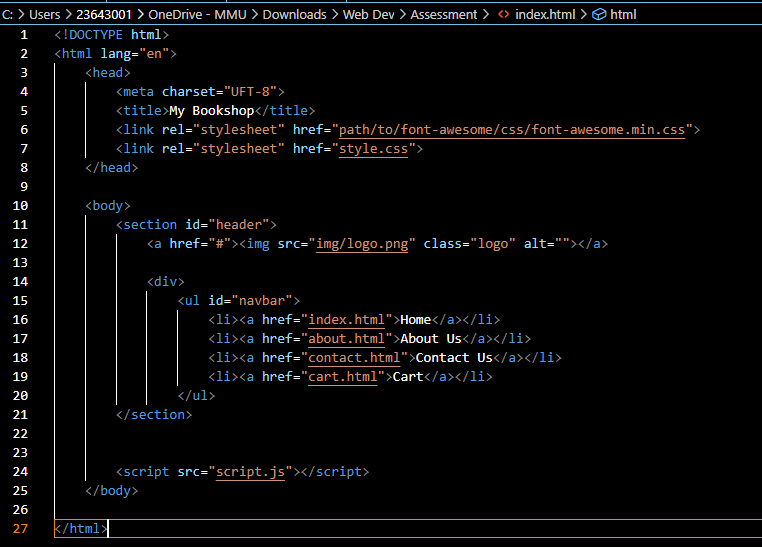 C: > Users > 23643001 > OneDrive - MMU > Downloads > Web Dev > Assessment > <> index.html > html
1 <!DOCTYPE html>
2 <html lang="en">
3 <head>
4 <meta charset="UFT-8">
5 <title>My Bookshop</title>
6 <link rel="stylesheet" href="path/to/font-awesome/css/font-awesome.min.css">
7 <link rel="stylesheet" href="style.css">
8 </head>
9
10 <body>
11 <section id="header">
12 <a href="#"><img src="img/logo.png" class="logo" alt=""></a>
13
14 <div>
15 <ul id="navbar">
16 <li><a href="index.html">Home</a></li>
17 <li><a href="about.html">About Us</a></li>
18 <li><a href="contact.html">Contact Us</a></li>
19 <li><a href="cart.html">Cart</a></li>
20 </ul>
21 </section>
22
23
24 <script src="script.js"></script>
25 </body>
26
27 </html>